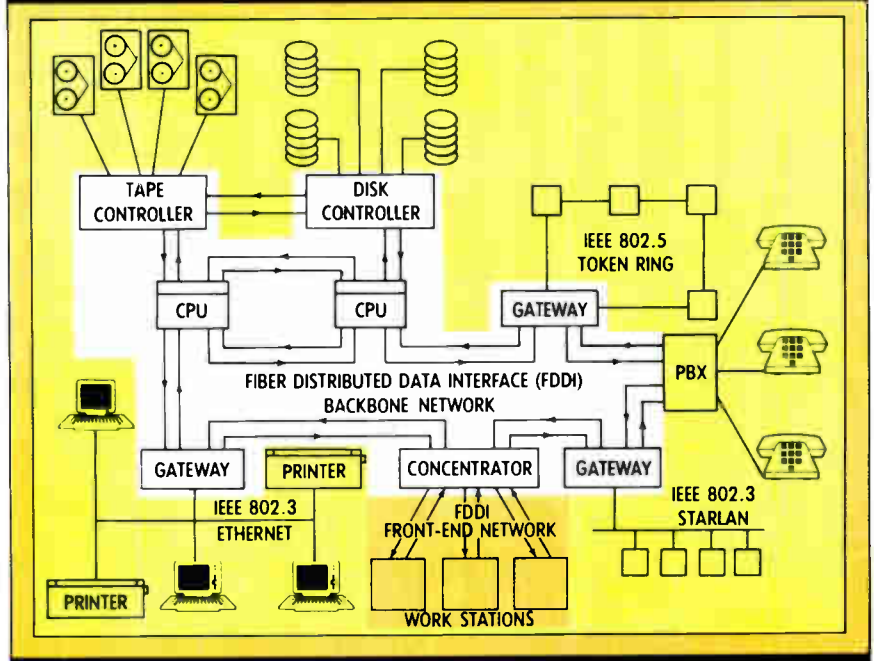 TAPE
CONTROLLER
DISK
CONTROLLER
IEEE 802.5
TOKEN RING
CPU
CPU
GATEWAY
PBX
FIBER DISTRIBUTED DATA INTERFACE (FDDI)
BACKBONE NETWORK
GATEWAY
PRINTER
CONCENTRATOR
GATEWAY
IEEE 802.3
ETHERNET
FDDI
FRONT-END NETWORK
IEEE 802.3
STARLAN
PRINTER
WORK STATIONS